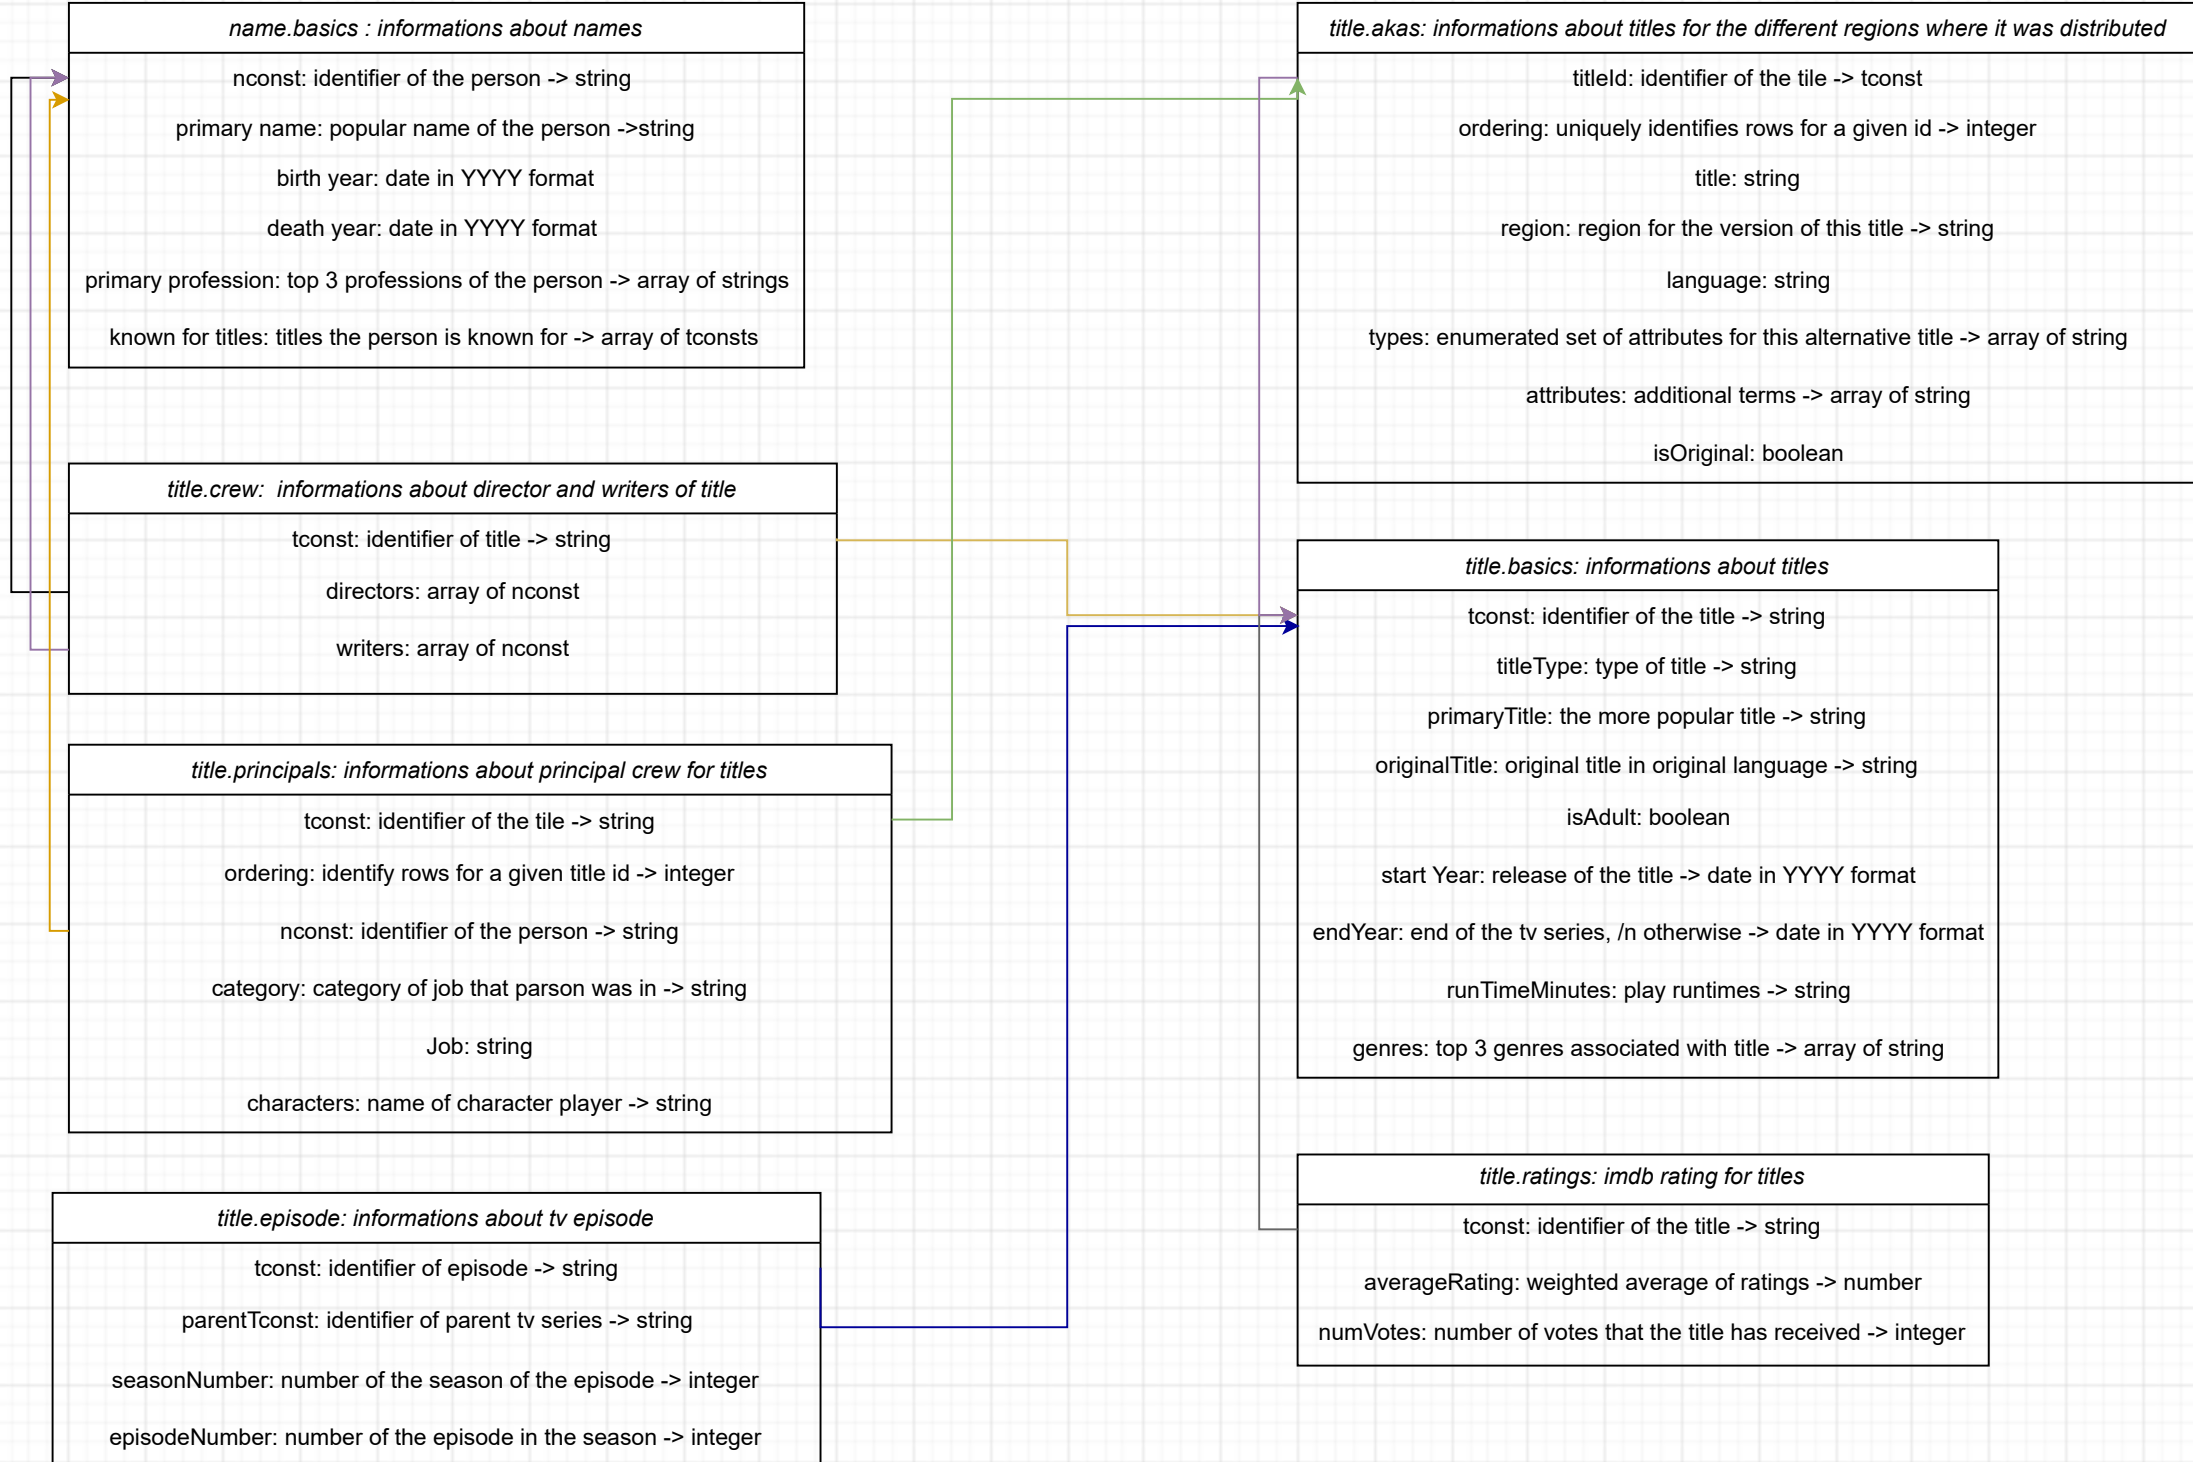 name.basics : informations about names
nconst: identifier of the person -> string
primary name: popular name of the person ->string
birth year: date in YYYY format
death year: date in YYYY format
primary profession: top 3 professions of the person -> array of strings
known for titles: titles the person is known for -> array of tconsts
title.crew:  informations about director and writers of title
tconst: identifier of title -> string
directors: array of nconst
writers: array of nconst
title.principals: informations about principal crew for titles
tconst: identifier of the tile -> string
ordering: identify rows for a given title id -> integer
nconst: identifier of the person -> string
category: category of job that parson was in -> string
Job: string
characters: name of character player -> string
title.episode: informations about tv episode
tconst: identifier of episode -> string
parentTconst: identifier of parent tv series -> string
seasonNumber: number of the season of the episode -> integer
episodeNumber: number of the episode in the season -> integer
title.akas: informations about titles for the different regions where it was distributed
titleId: identifier of the tile -> tconst
ordering: uniquely identifies rows for a given id -> integer
title: string
region: region for the version of this title -> string
language: string
types: enumerated set of attributes for this alternative title -> array of string
attributes: additional terms -> array of string
isOriginal: boolean
title.basics: informations about titles
tconst: identifier of the title -> string
titleType: type of title -> string
primaryTitle: the more popular title -> string
originalTitle: original title in original language -> string
isAdult: boolean
start Year: release of the title -> date in YYYY format
endYear: end of the tv series, /n otherwise -> date in YYYY format
runTimeMinutes: play runtimes -> string
genres: top 3 genres associated with title -> array of string
title.ratings: imdb rating for titles
tconst: identifier of the title -> string
averageRating: weighted average of ratings -> number
numVotes: number of votes that the title has received -> integer